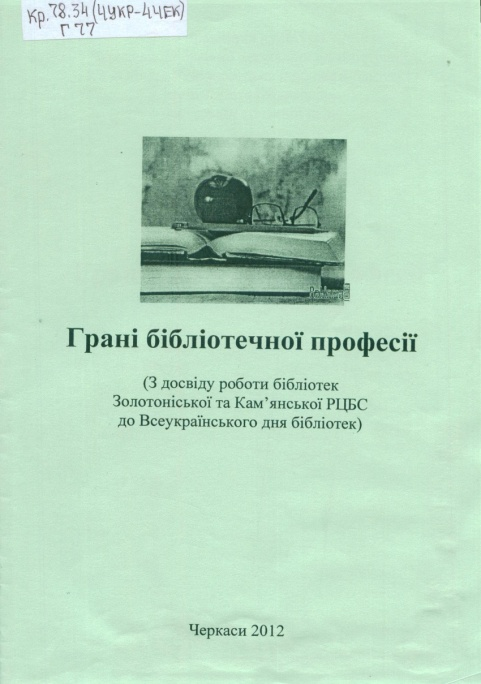 Кр.78.34(4УКР-4ЧЕК)
Г 77
Грані бібліотечної професії
(З досвіду роботи бібліотек
Золотоніської та Кам’янської РЦБС
до Всеукраїнського дня бібліотек)
Черкаси 2012